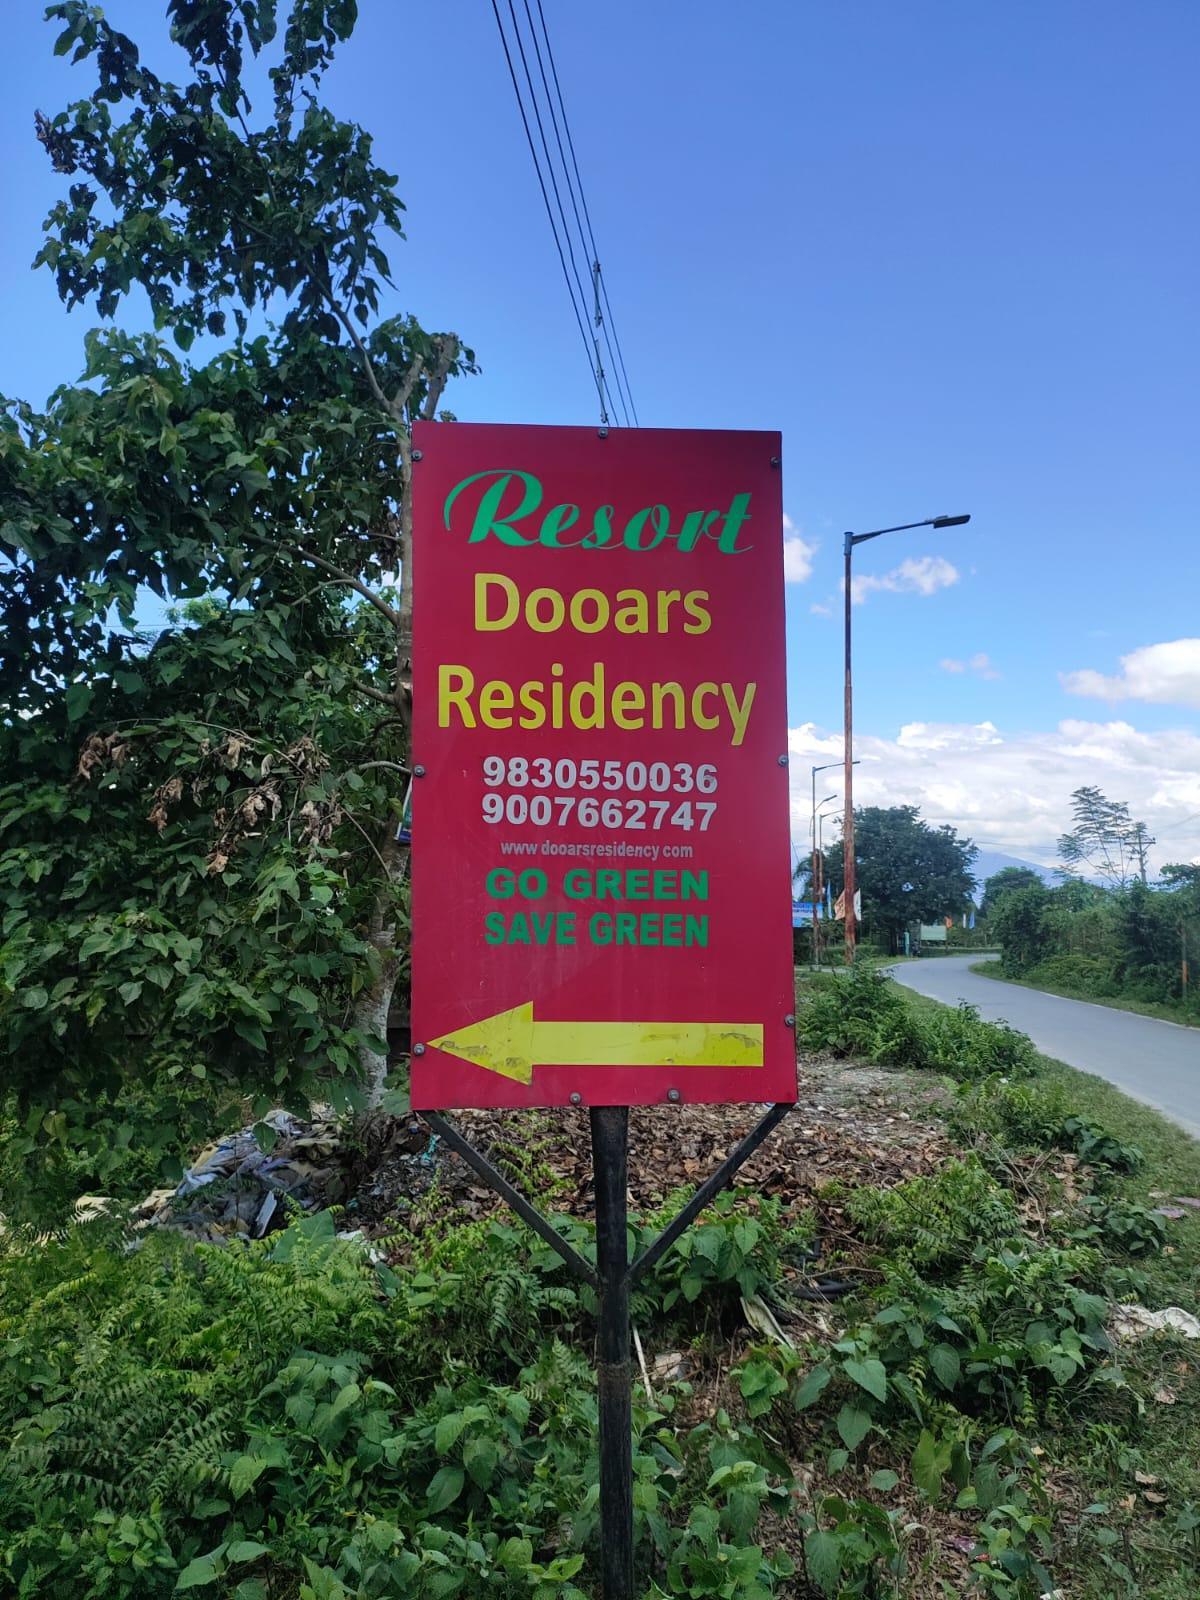 Resort
Dooars
Residency
9830550036
9007662747
www dooarsresidency com
GO GREEN
SAVE GREEN